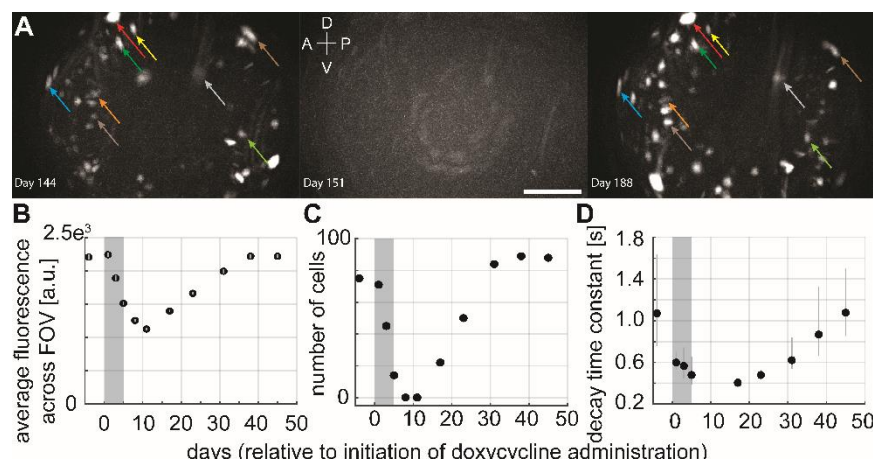 A
D
A P
V
Day 144
Day 151
Day 188
B
average fluorescence
across FOV [a.u.]
2.5e³
0
0 10 20 30 40 50
C
number of cells
100
0
0 10 20 30 40 50
D
decay time constant [s]
1.8
1.4
1.0
0.6
0.2
0 10 20 30 40 50
days (relative to initiation of doxycycline administration)